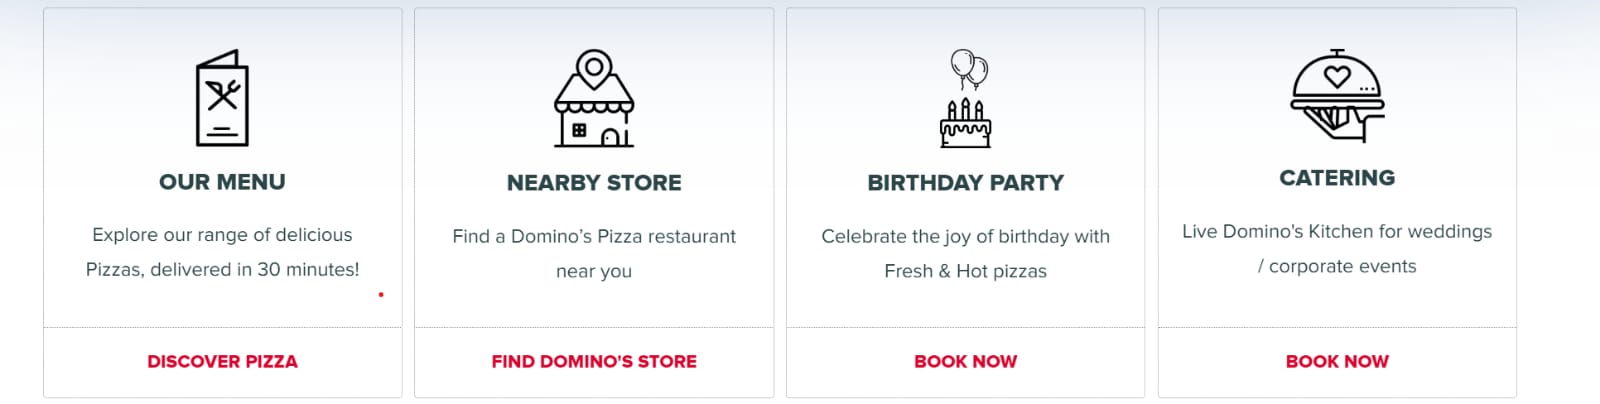 OUR MENU
Explore our range of delicious
Pizzas, delivered in 30 minutes!
DISCOVER PIZZA
NEARBY STORE
Find a Domino’s Pizza restaurant
near you
FIND DOMINO'S STORE
BIRTHDAY PARTY
Celebrate the joy of birthday with
Fresh & Hot pizzas
BOOK NOW
CATERING
Live Domino's Kitchen for weddings
/ corporate events
BOOK NOW